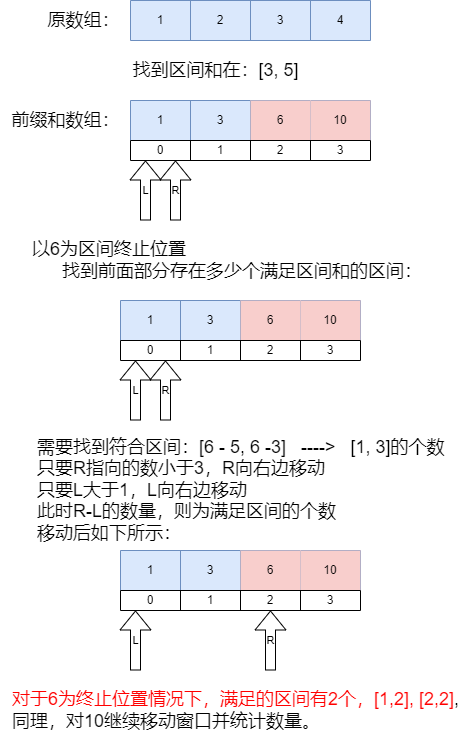 原数组：
1 2 3 4
找到区间和在：[3, 5]
前缀和数组：
1 3 6 10
0 1 2 3
L R
以6为区间终止位置
找到前面部分存在多少个满足区间和的区间：
1 3 6 10
0 1 2 3
L R
需要找到符合区间：[6 - 5, 6 -3] ----> [1, 3]的个数
只要R指向的数小于3，R向右边移动
只要L大于1，L向右边移动
此时R-L的数量，则为满足区间的个数
移动后如下所示：
1 3 6 10
0 1 2 3
L R
对于6为终止位置情况下，满足的区间有2个，[1,2], [2,2],
同理，对10继续移动窗口并统计数量。